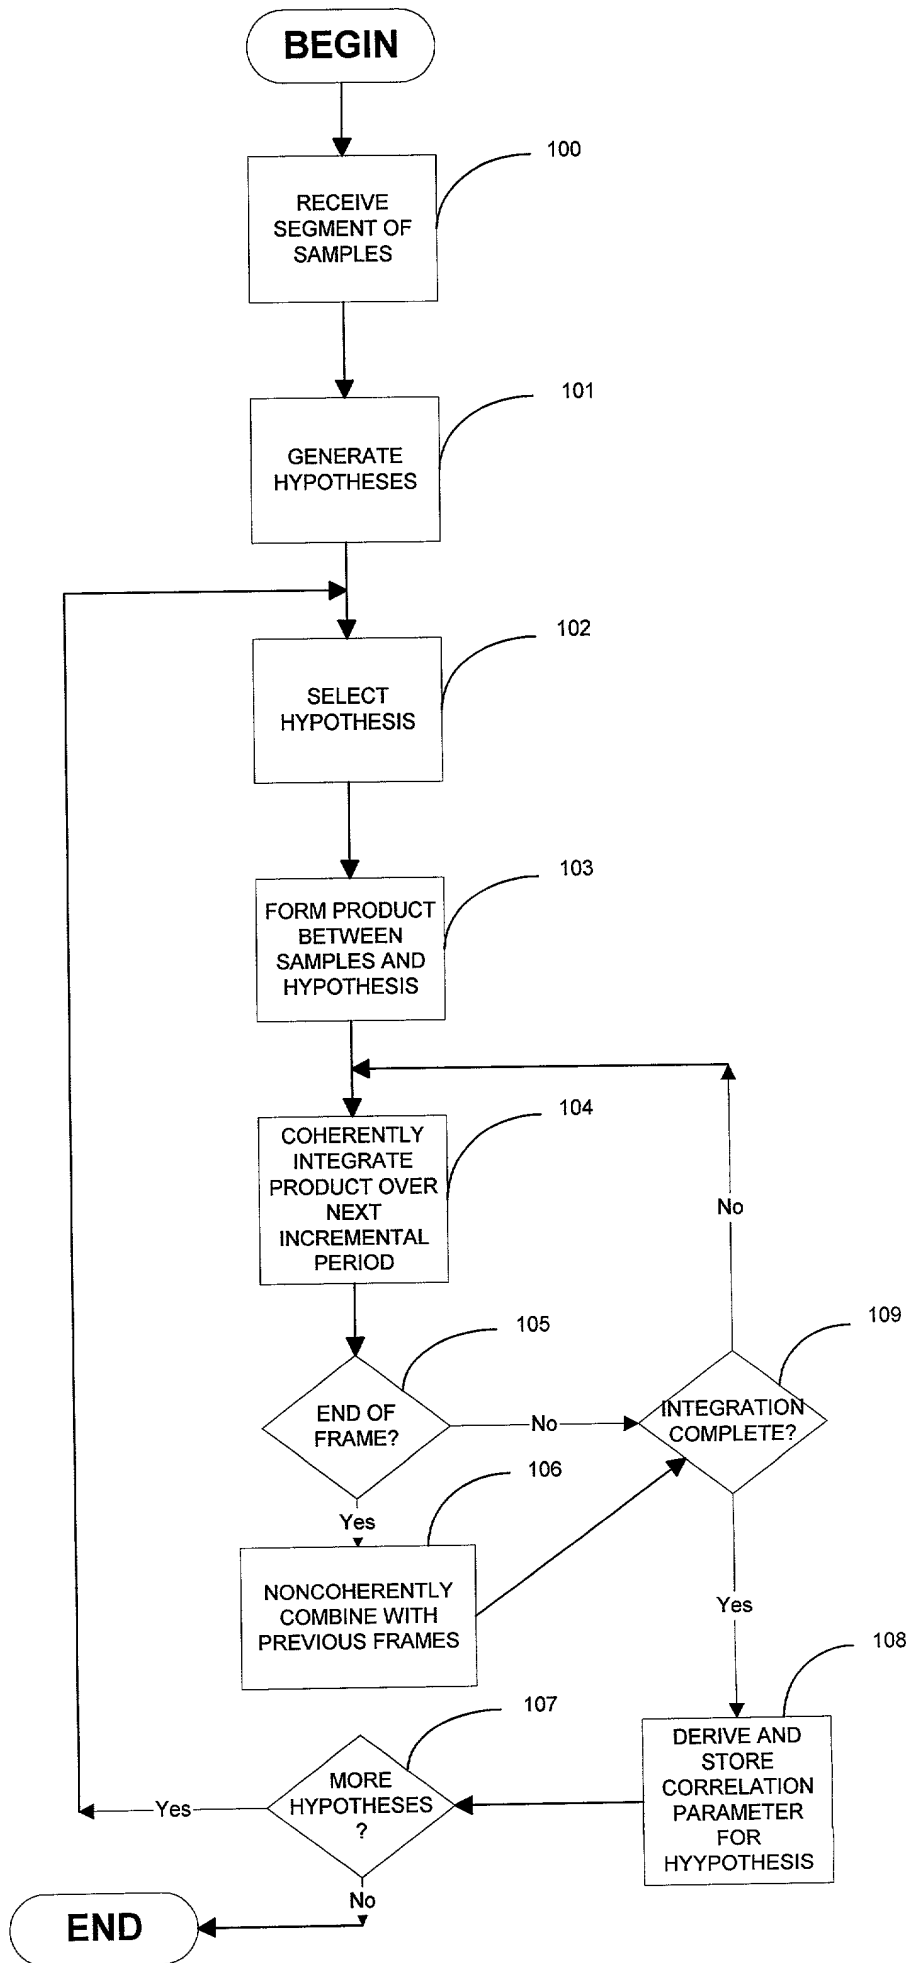 BEGIN
100
RECEIVE
SEGMENT OF
SAMPLES
101
GENERATE
HYPOTHESES
102
SELECT
HYPOTHESIS
103
FORM PRODUCT
BETWEEN
SAMPLES AND
HYPOTHESIS
104
COHERENTLY
INTEGRATE
PRODUCT OVER
NEXT
INCREMENTAL
PERIOD
No
105
END OF
FRAME?
No
109
INTEGRATION
COMPLETE?
Yes
106
NONCOHERENTLY
COMBINE WITH
PREVIOUS FRAMES
Yes
108
DERIVE AND
STORE
CORRELATION
PARAMETER
FOR
HYYPOTHESIS
107
MORE
HYPOTHESES
?
Yes
No
END